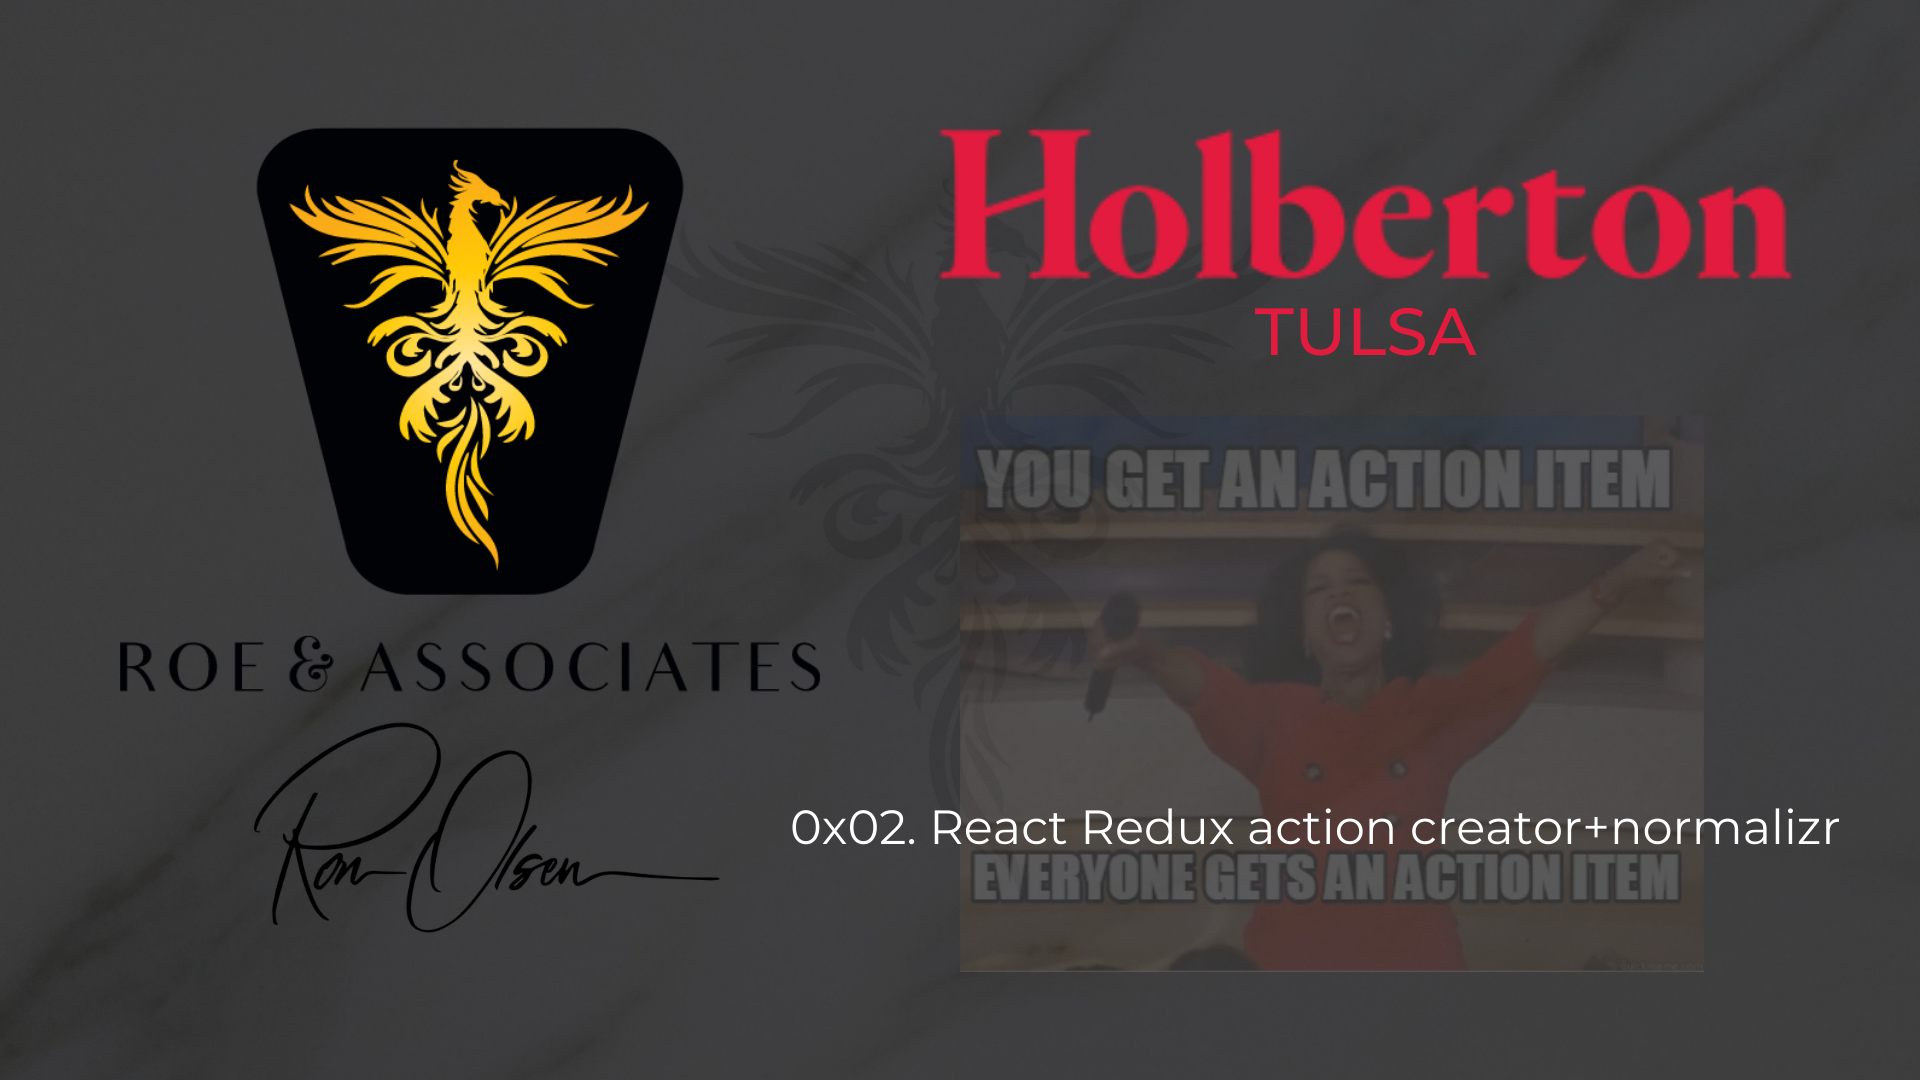 Holberton
TULSA
YOU GET AN ACTION ITEM
ROE & ASSOCIATES
Ron Olsen
0x02. React Redux action creator+normalizr
EVERYONE GETS AN ACTION ITEM